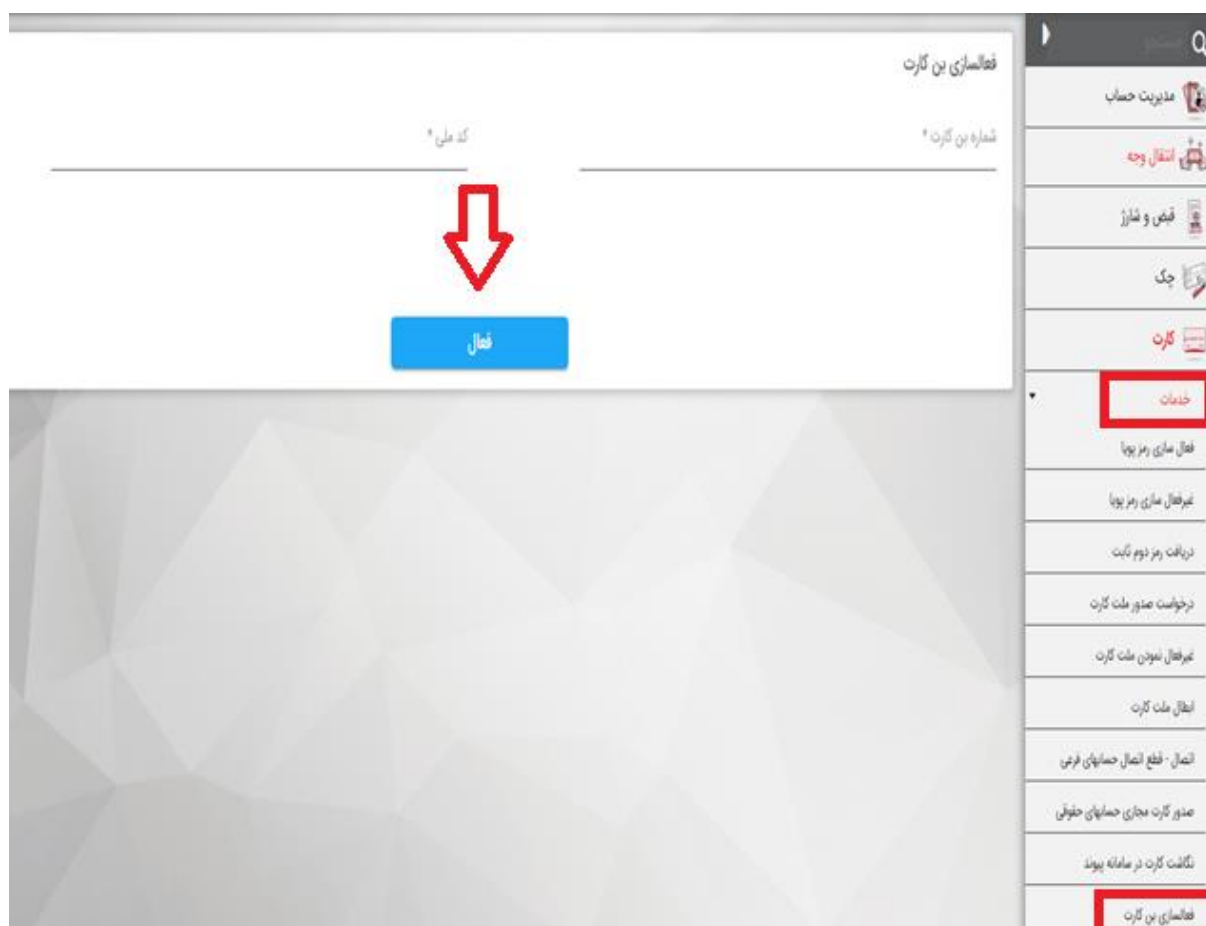 فعالسازی بن کارت
شماره بن کارت *
کد ملی *
فعال
جستجو
مدیریت حساب
انتقال وجه
قبض و شارژ
چک
کارت
خدمات
فعال سازی رمز پویا
غیرفعال سازی رمز پویا
دریافت رمز دوم ثابت
درخواست صدور ملت کارت
غیرفعال نمودن ملت کارت
ابطال ملت کارت
اتصال - قطع اتصال حسابهای فرعی
صدور کارت مجازی حسابهای حقوقی
نگاشت کارت در سامانه پیوند
فعالسازی بن کارت